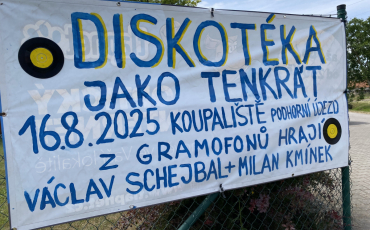 DISKOTÉKA
JAKO TENKRÁT
16.8.2025 KOUPALIŠTĚ PODHORNÍ ÚJEZD
Z GRAMOFONŮ HRAJÍ
VÁCLAV SCHEJBAL + MILAN KMÍNEK